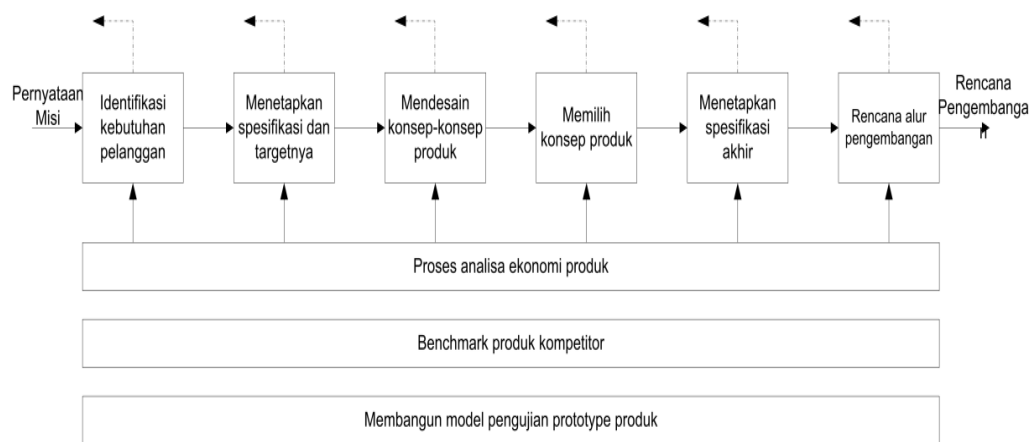 Pernyataan
Misi
Identifikasi
kebutuhan
pelanggan
Menetapkan
spesifikasi dan
targetnya
Mendesain
konsep-konsep
produk
Memilih
konsep produk
Menetapkan
spesifikasi
akhir
Rencana alur
pengembangan
Rencana
Pengembanga
n
Proses analisa ekonomi produk
Benchmark produk kompetitor
Membangun model pengujian prototype produk